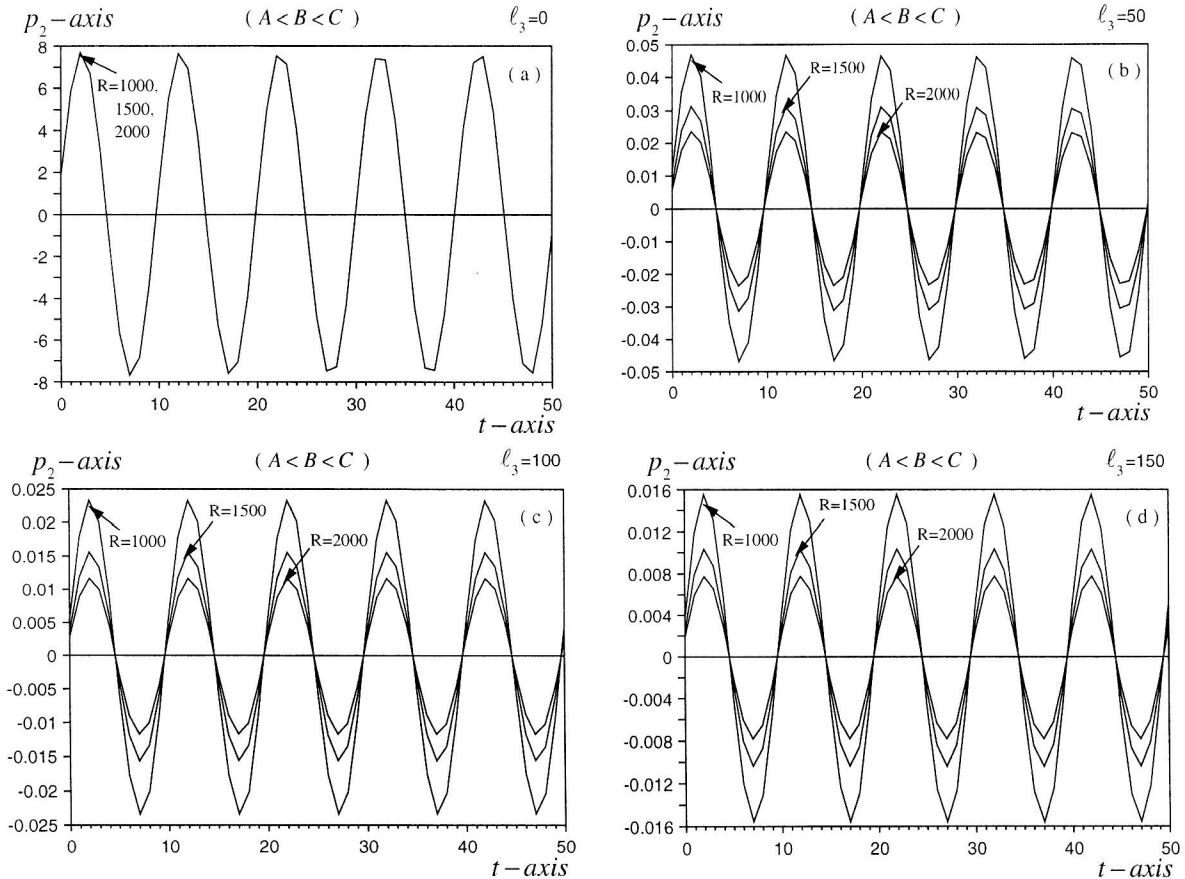 p₂-axis (A<B<C) ℓ₃=0
8
6
4
2
0
-2
-4
-6
-8
(a)
R=1000,
1500,
2000
0 10 20 30 40 50
t-axis
p₂-axis (A<B<C) ℓ₃=50
0.05
0.04
0.03
0.02
0.01
0
-0.01
-0.02
-0.03
-0.04
-0.05
(b)
R=1500
R=1000
R=2000
0 10 20 30 40 50
t-axis
p₂-axis (A<B<C) ℓ₃=100
0.025
0.02
0.015
0.01
0.005
0
-0.005
-0.01
-0.015
-0.02
-0.025
(c)
R=1500
R=1000
R=2000
0 10 20 30 40 50
t-axis
p₂-axis (A<B<C) ℓ₃=150
0.016
0.012
0.008
0.004
0
-0.004
-0.008
-0.012
-0.016
(d)
R=1500
R=1000
R=2000
0 10 20 30 40 50
t-axis